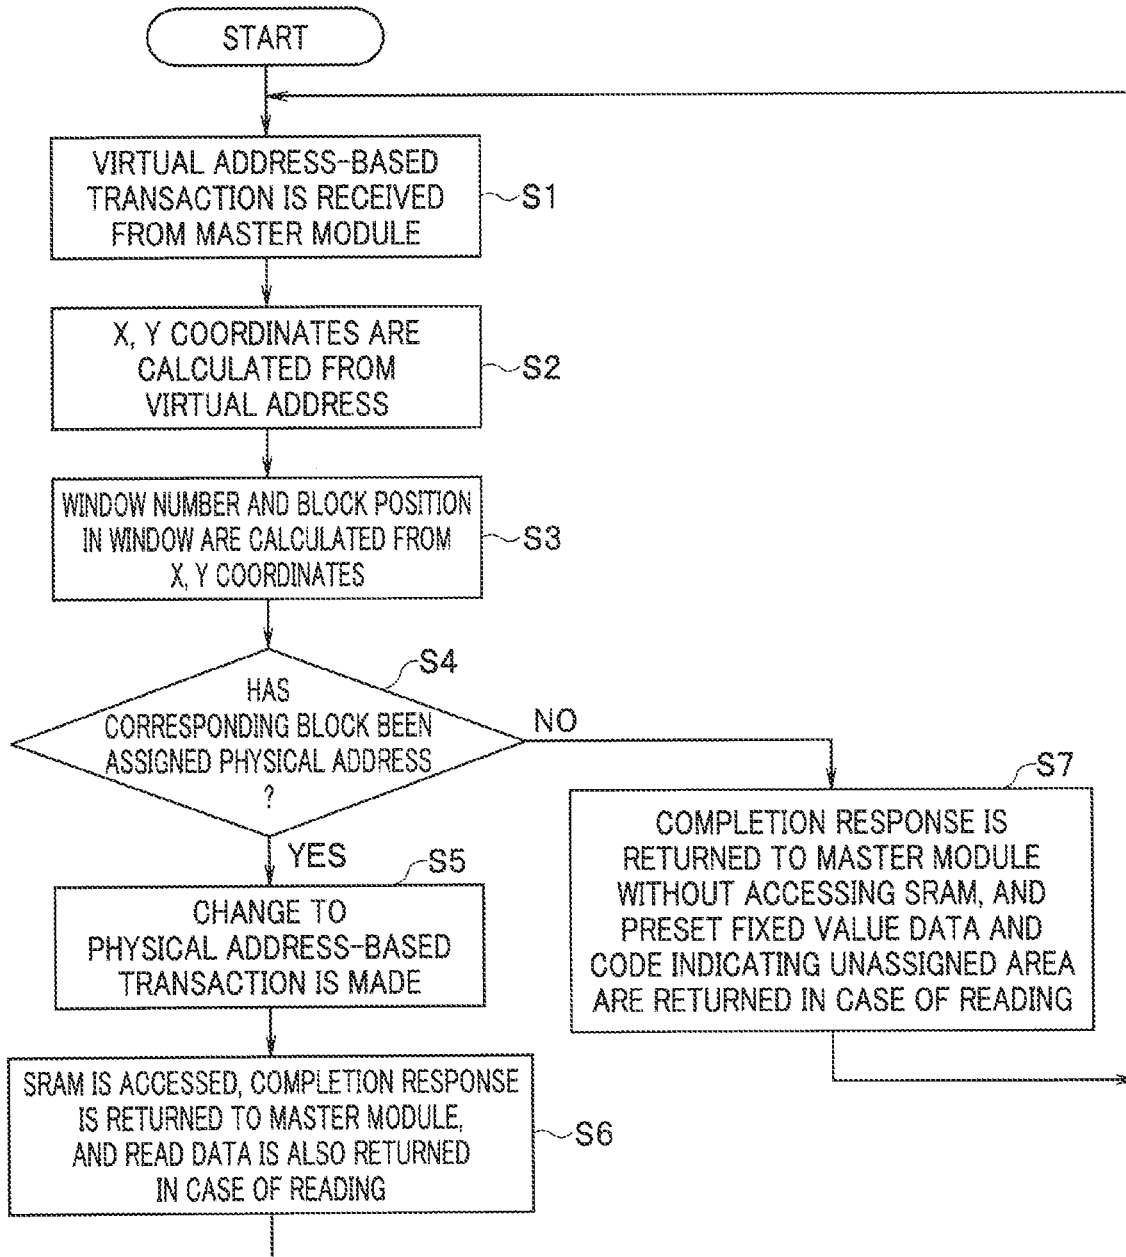 START
VIRTUAL ADDRESS-BASED
TRANSACTION IS RECEIVED
FROM MASTER MODULE
S1
X, Y COORDINATES ARE
CALCULATED FROM
VIRTUAL ADDRESS
S2
WINDOW NUMBER AND BLOCK POSITION
IN WINDOW ARE CALCULATED FROM
X, Y COORDINATES
S3
S4
HAS
CORRESPONDING BLOCK BEEN
ASSIGNED PHYSICAL ADDRESS
?
NO
YES
S5
CHANGE TO
PHYSICAL ADDRESS-BASED
TRANSACTION IS MADE
S7
COMPLETION RESPONSE IS
RETURNED TO MASTER MODULE
WITHOUT ACCESSING SRAM, AND
PRESET FIXED VALUE DATA AND
CODE INDICATING UNASSIGNED AREA
ARE RETURNED IN CASE OF READING
SRAM IS ACCESSED, COMPLETION RESPONSE
IS RETURNED TO MASTER MODULE,
AND READ DATA IS ALSO RETURNED
IN CASE OF READING
S6